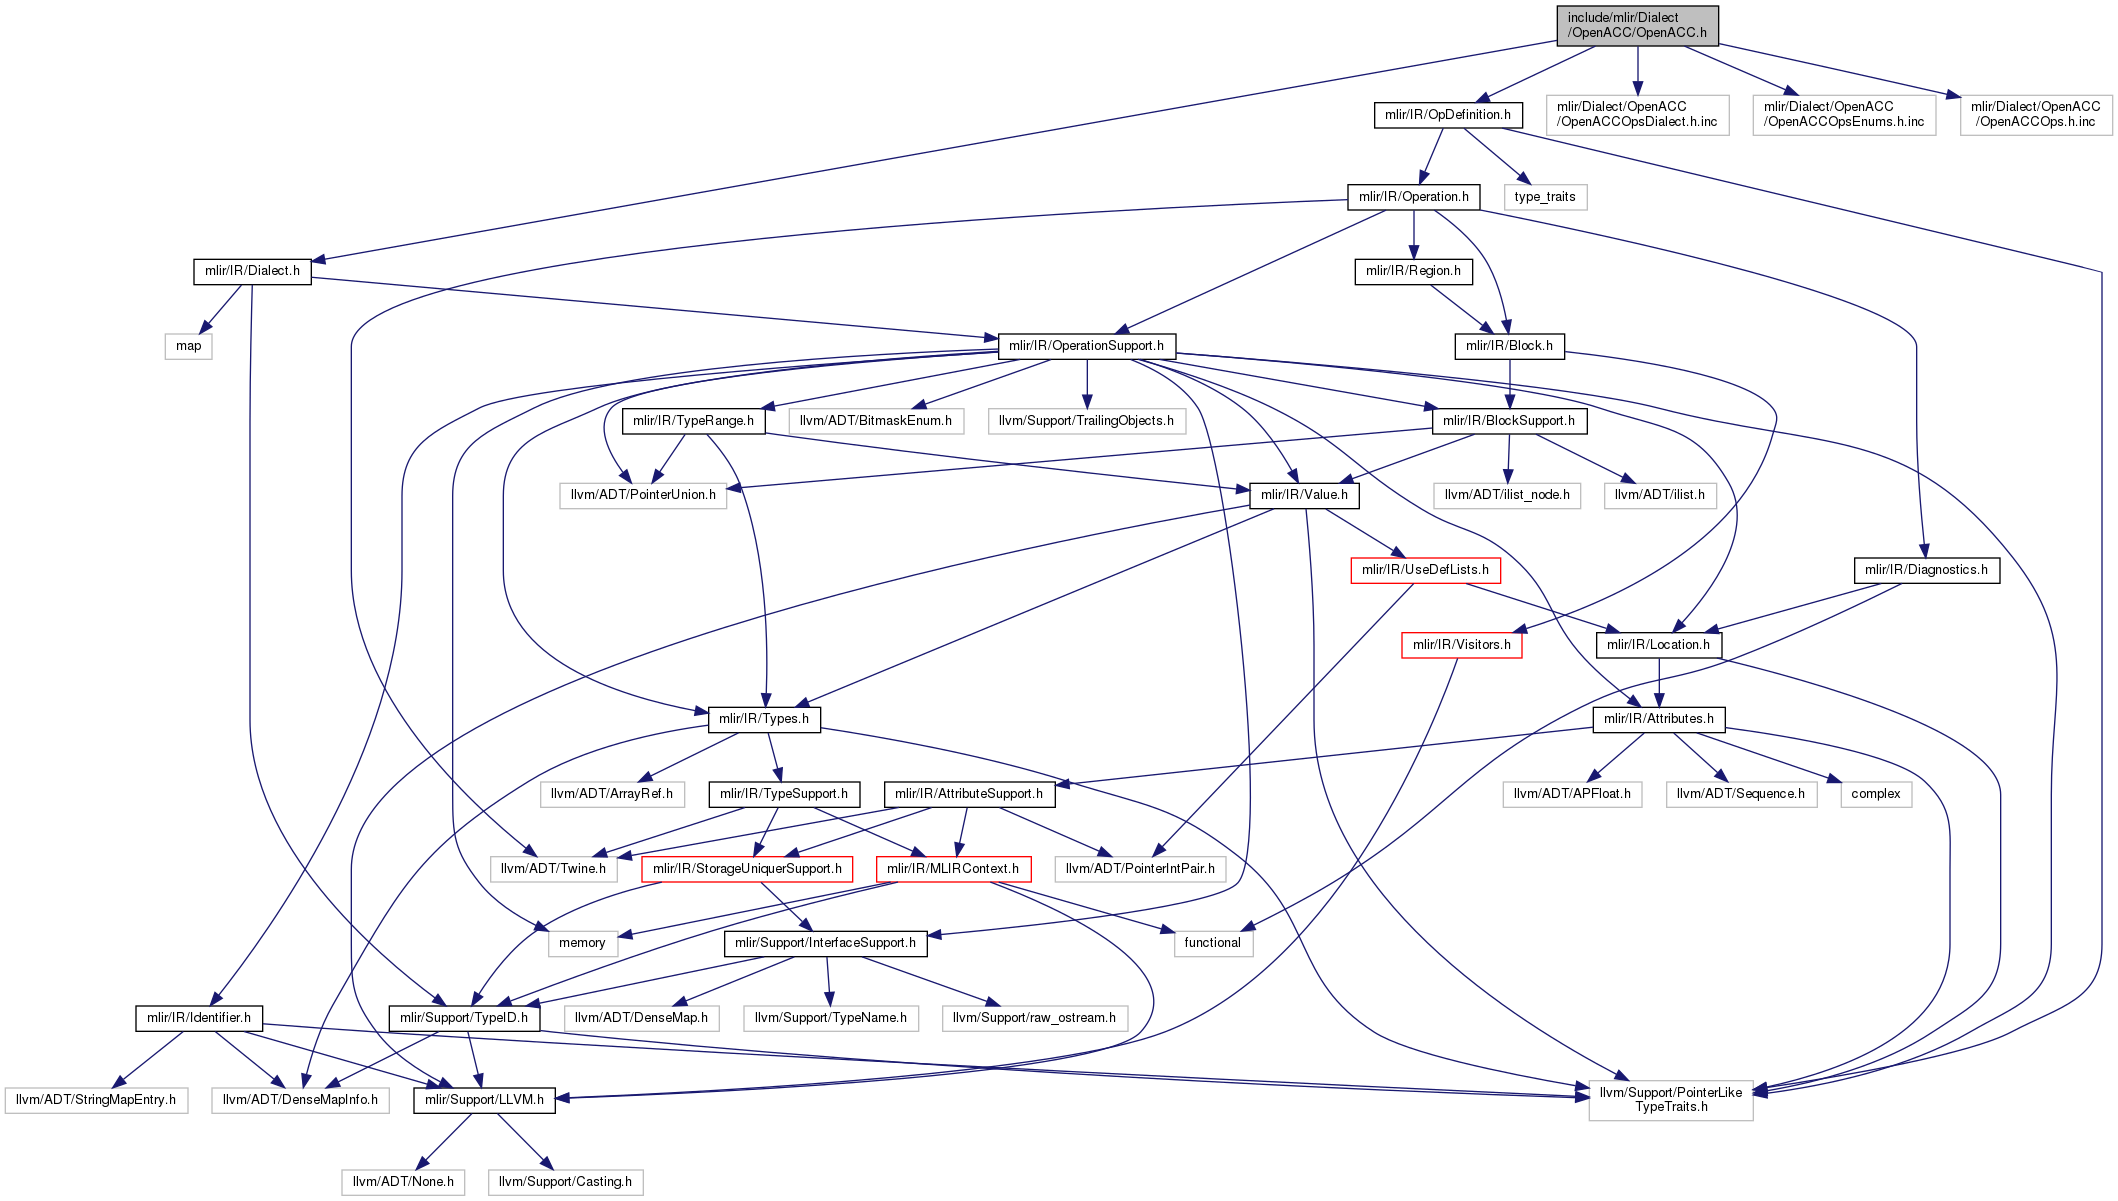 include/mlir/Dialect
/OpenACC/OpenACC.h
mlir/IR/OpDefinition.h
mlir/Dialect/OpenACC
/OpenACCOpsDialect.h.inc
mlir/Dialect/OpenACC
/OpenACCOpsEnums.h.inc
mlir/Dialect/OpenACC
/OpenACCOps.h.inc
mlir/IR/Operation.h
type_traits
mlir/IR/Dialect.h
mlir/IR/Region.h
map
mlir/IR/OperationSupport.h
mlir/IR/Block.h
mlir/IR/TypeRange.h
llvm/ADT/BitmaskEnum.h
llvm/Support/TrailingObjects.h
mlir/IR/BlockSupport.h
llvm/ADT/PointerUnion.h
mlir/IR/Value.h
llvm/ADT/ilist_node.h
llvm/ADT/ilist.h
mlir/IR/UseDefLists.h
mlir/IR/Diagnostics.h
mlir/IR/Visitors.h
mlir/IR/Location.h
mlir/IR/Types.h
mlir/IR/Attributes.h
llvm/ADT/ArrayRef.h
mlir/IR/TypeSupport.h
mlir/IR/AttributeSupport.h
llvm/ADT/APFloat.h
llvm/ADT/Sequence.h
complex
llvm/ADT/Twine.h
mlir/IR/StorageUniquerSupport.h
mlir/IR/MLIRContext.h
llvm/ADT/PointerIntPair.h
memory
mlir/Support/InterfaceSupport.h
functional
mlir/IR/Identifier.h
mlir/Support/TypeID.h
llvm/ADT/DenseMap.h
llvm/Support/TypeName.h
llvm/Support/raw_ostream.h
llvm/ADT/StringMapEntry.h
llvm/ADT/DenseMapInfo.h
mlir/Support/LLVM.h
llvm/Support/PointerLike
TypeTraits.h
llvm/ADT/None.h
llvm/Support/Casting.h